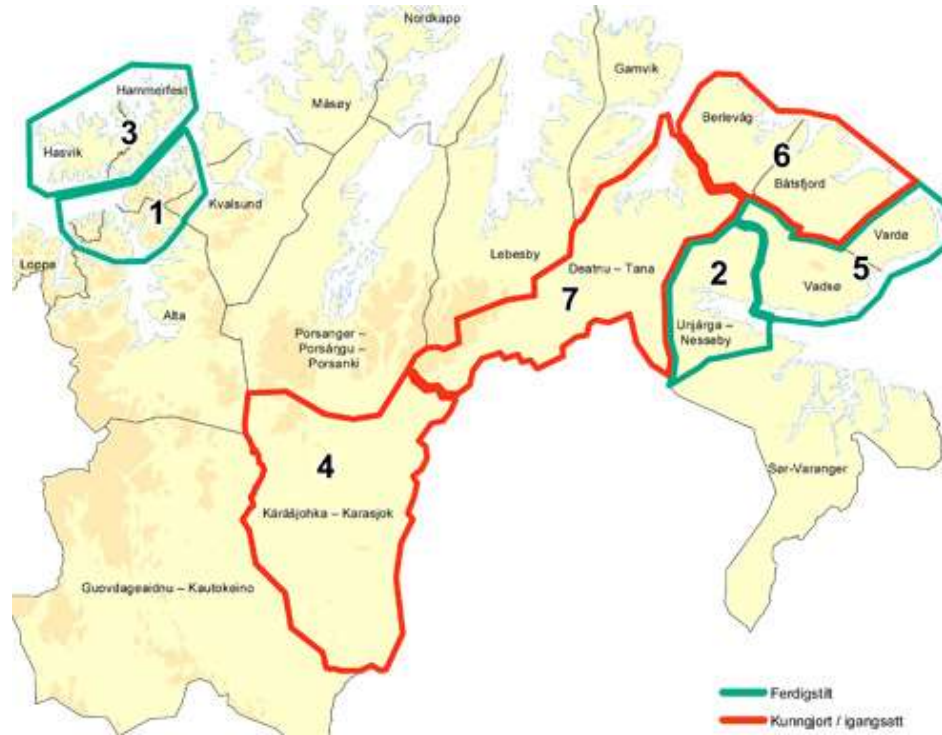 Nordkapp
Gamvik
Hammerfest
Måsøy
Berlevåg
3
Hasvik
6
Båtsfjord
1
Kvalsund
Vardø
Loppa
Lebesby
Deatnu – Tana
2
5
Vadsø
7
Alta
Unjárga –
Nesseby
Porsanger –
Porsáŋgu –
Porsanki
4
Sør-Varanger
Kárášjohka – Karasjok
Guovdageaidnu – Kautokeino
Ferdigstilt
Kunngjort / igangsatt